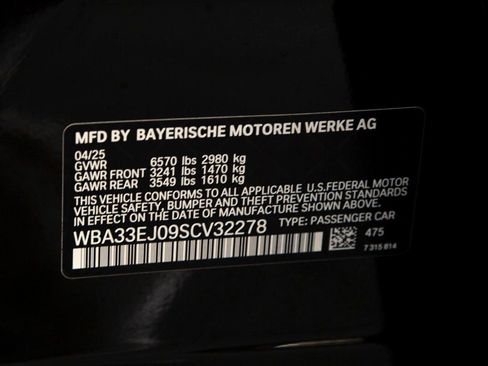 MFD BY BAYERISCHE MOTOREN WERKE AG
04/25
GVWR 6570 lbs 2980 kg
GAWR FRONT 3241 lbs 1470 kg
GAWR REAR 3549 lbs 1610 kg
THIS VEHICLE CONFORMS TO ALL APPLICABLE U.S.FEDERAL MOTOR
VEHICLE SAFETY, BUMPER AND THEFT PREVENTION STANDARDS
IN EFFECT ON THE DATE OF MANUFACTURE SHOWN ABOVE.
WBA33EJ09SCV32278 TYPE: PASSENGER CAR
475
7 315 814